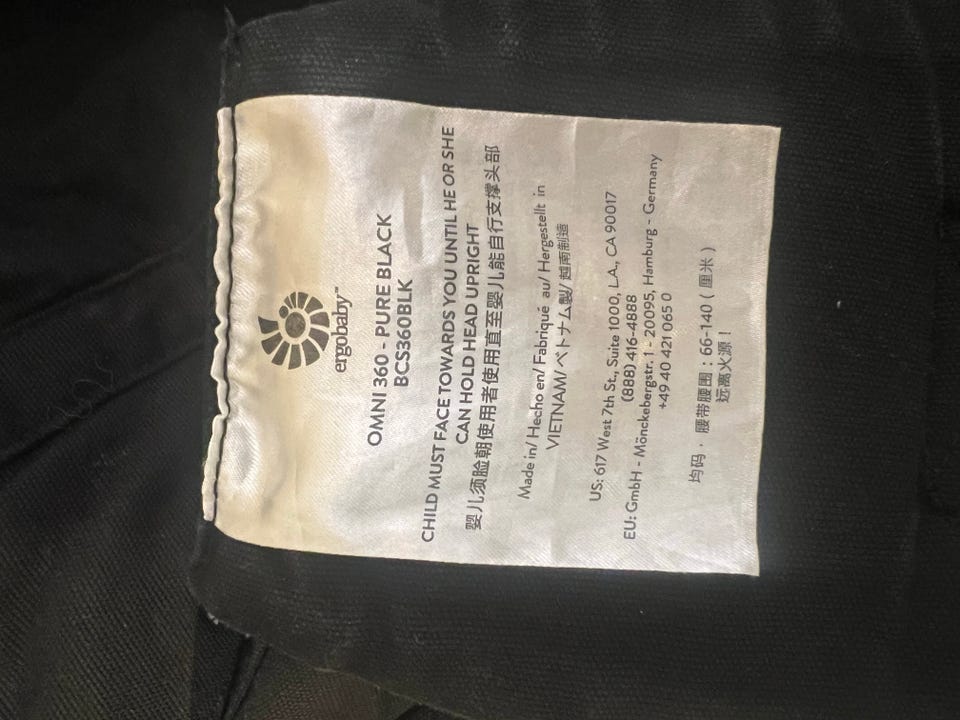 ergobaby™
OMNI 360 - PURE BLACK
BCS360BLK
CHILD MUST FACE TOWARDS YOU UNTIL HE OR SHE
CAN HOLD HEAD UPRIGHT
婴儿须脸朝使用者使用直至婴儿能自行支撑头部
Made in/ Hecho en/ Fabriqué au/ Hergestellt in
VIETNAM/ ベトナム製/ 越南制造
US: 617 West 7th St., Suite 1000, L.A., CA 90017
(888) 416-4888
EU: GmbH - Mönckebergstr. 1 - 20095, Hamburg - Germany
+49 40 421 065 0
均码 · 腰带腰围：66-140（厘米）
远离火源！